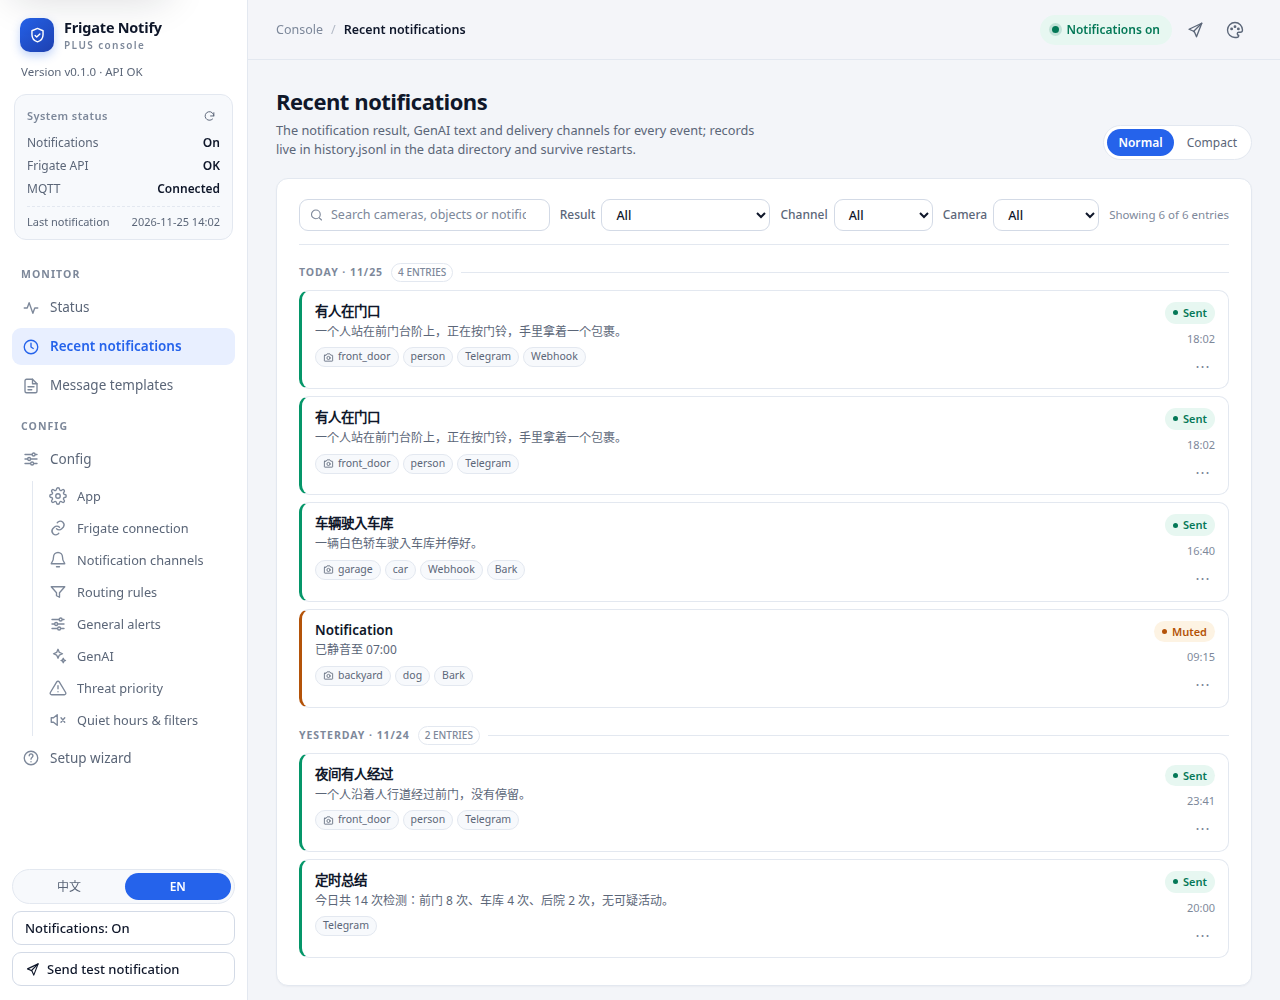 Frigate Notify
PLUS console
Version v0.1.0 · API OK
System status
Notifications On
Frigate API OK
MQTT Connected
Last notification 2026-11-25 14:02
MONITOR
Status
Recent notifications
Message templates
CONFIG
Config
App
Frigate connection
Notification channels
Routing rules
General alerts
GenAI
Threat priority
Quiet hours & filters
Setup wizard
中文 EN
Notifications: On
Send test notification
Console / Recent notifications
Notifications on
Recent notifications
The notification result, GenAI text and delivery channels for every event; records
live in history.jsonl in the data directory and survive restarts.
Normal Compact
Search cameras, objects or notific Result All Channel All Camera All Showing 6 of 6 entries
TODAY · 11/25 4 ENTRIES
有人在门口 Sent
一个人站在前门台阶上，正在按门铃，手里拿着一个包裹。
18:02
front_door person Telegram Webhook
...
有人在门口 Sent
一个人站在前门台阶上，正在按门铃，手里拿着一个包裹。
18:02
front_door person Telegram
...
车辆驶入车库 Sent
一辆白色轿车驶入车库并停好。
16:40
garage car Webhook Bark
...
Notification Muted
已静音至 07:00
09:15
backyard dog Bark
...
YESTERDAY · 11/24 2 ENTRIES
夜间有人经过 Sent
一个人沿着人行道经过前门，没有停留。
23:41
front_door person Telegram
...
定时总结 Sent
今日共 14 次检测：前门 8 次、车库 4 次、后院 2 次，无可疑活动。
20:00
Telegram
...